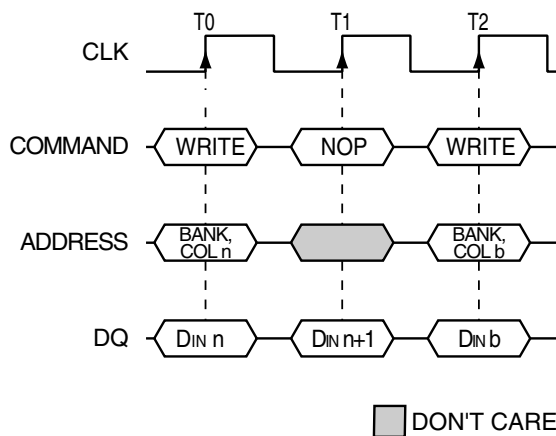 T0 T1 T2
CLK
COMMAND WRITE NOP WRITE
ADDRESS BANK, COL n BANK, COL b
DQ DIN n DIN n+1 DIN b
DON'T CARE